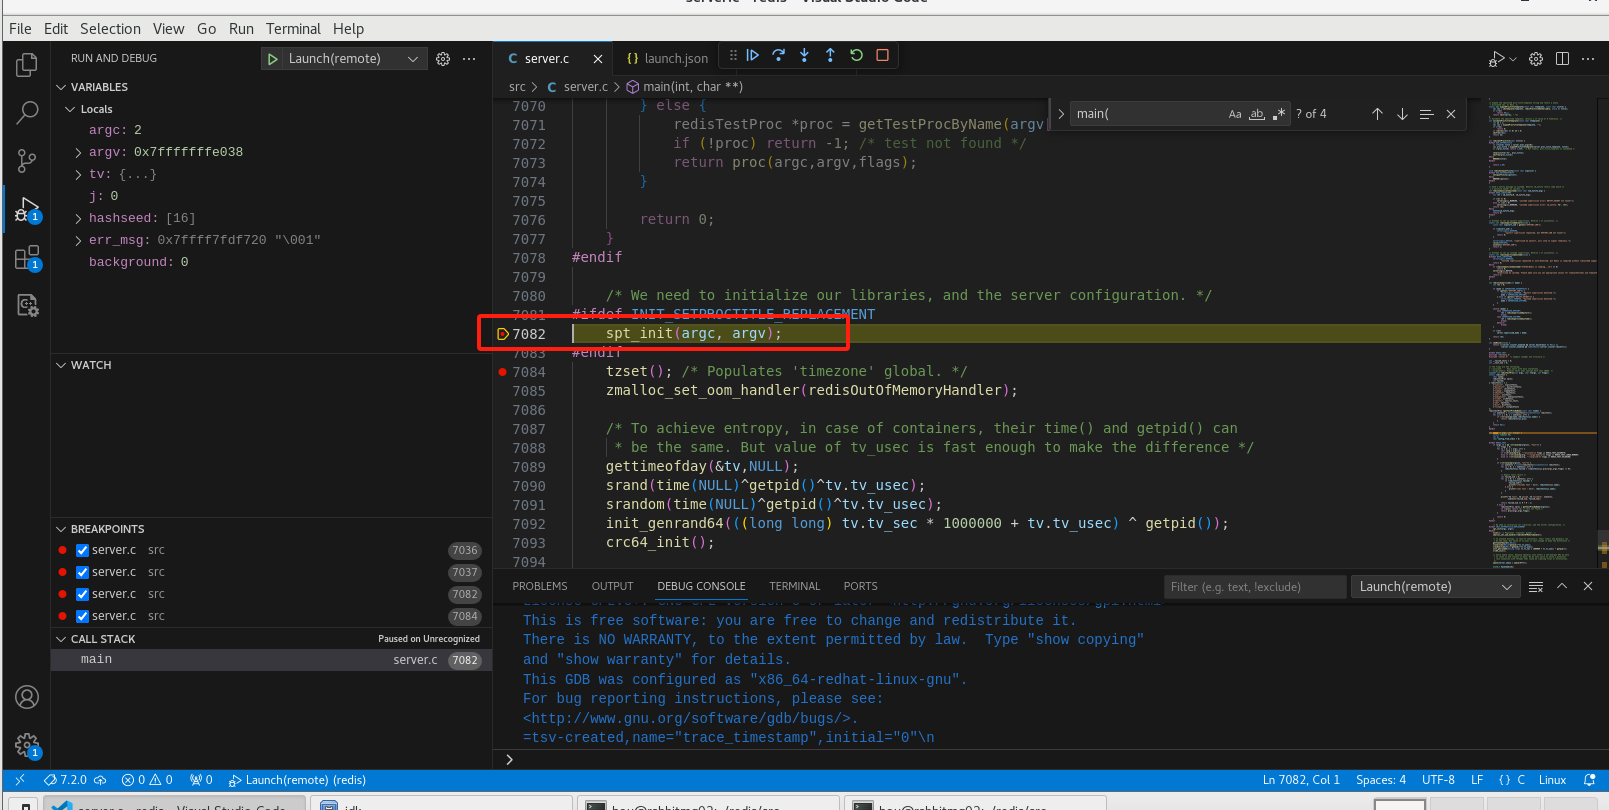 File Edit Selection View Go Run Terminal Help
RUN AND DEBUG Launch(remote)
server.c launch.json
src > server.c > main(int, char **)
VARIABLES
Locals
argc: 2
argv: 0x7fffffffe038
tv: {...}
j: 0
hashseed: [16]
err_msg: 0x7ffff7fdf720 "\001"
background: 0
WATCH
BREAKPOINTS
server.c src 7036
server.c src 7037
server.c src 7082
server.c src 7084
CALL STACK Paused on Unrecognized
main server.c 7082
main( Aa ab ? of 4
7070 } else {
7071 redisTestProc *proc = getTestProcByName(argv
7072 if (!proc) return -1; /* test not found */
7073 return proc(argc,argv,flags);
7074 }
7075
7076 return 0;
7077 }
7078 #endif
7079
7080 /* We need to initialize our libraries, and the server configuration. */
7081 #ifdef INIT_SETPROCTITLE_REPLACEMENT
7082 spt_init(argc, argv);
7083 #endif
7084 tzset(); /* Populates 'timezone' global. */
7085 zmalloc_set_oom_handler(redisOutOfMemoryHandler);
7086
7087 /* To achieve entropy, in case of containers, their time() and getpid() can
7088 * be the same. But value of tv_usec is fast enough to make the difference */
7089 gettimeofday(&tv,NULL);
7090 srand(time(NULL)^getpid()^tv.tv_usec);
7091 srandom(time(NULL)^getpid()^tv.tv_usec);
7092 init_genrand64(((long long) tv.tv_sec * 1000000 + tv.tv_usec) ^ getpid());
7093 crc64_init();
7094
PROBLEMS OUTPUT DEBUG CONSOLE TERMINAL PORTS Filter (e.g. text, !exclude) Launch(remote)
This is free software: you are free to change and redistribute it.
There is NO WARRANTY, to the extent permitted by law. Type "show copying"
and "show warranty" for details.
This GDB was configured as "x86_64-redhat-linux-gnu".
For bug reporting instructions, please see:
<http://www.gnu.org/software/gdb/bugs/>.
=tsv-created,name="trace_timestamp",initial="0"\n
>
1
1
1
7.2.0 0 0 0 Launch(remote) (redis) Ln 7082, Col 1 Spaces: 4 UTF-8 LF {} C Linux